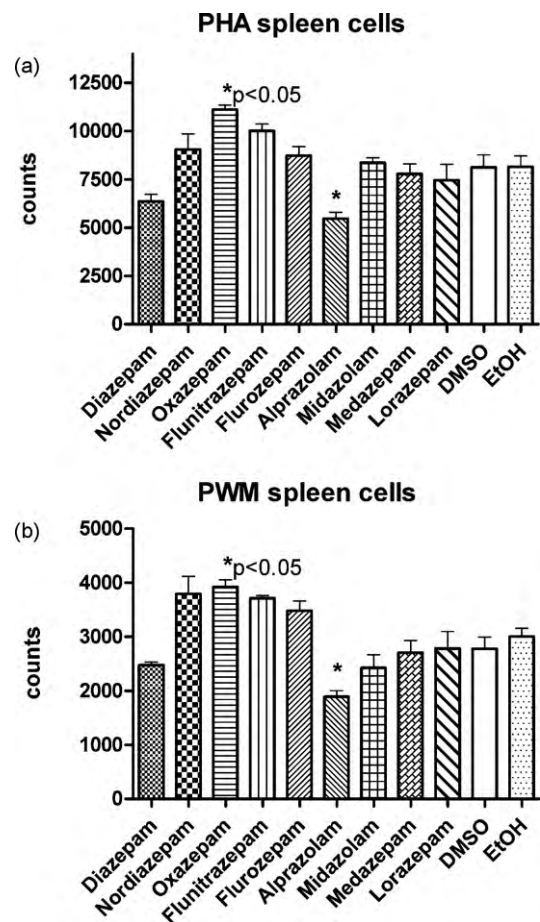 PHA spleen cells
(a)
12500
10000
7500
5000
2500
0
counts
*p<0.05
*
Diazepam
Nordiazepam
Oxazepam
Flunitrazepam
Flurozepam
Alprazolam
Midazolam
Medazepam
Lorazepam
DMSO
EtOH
PWM spleen cells
(b)
5000
4000
3000
2000
1000
0
counts
*p<0.05
*
Diazepam
Nordiazepam
Oxazepam
Flunitrazepam
Flurozepam
Alprazolam
Midazolam
Medazepam
Lorazepam
DMSO
EtOH